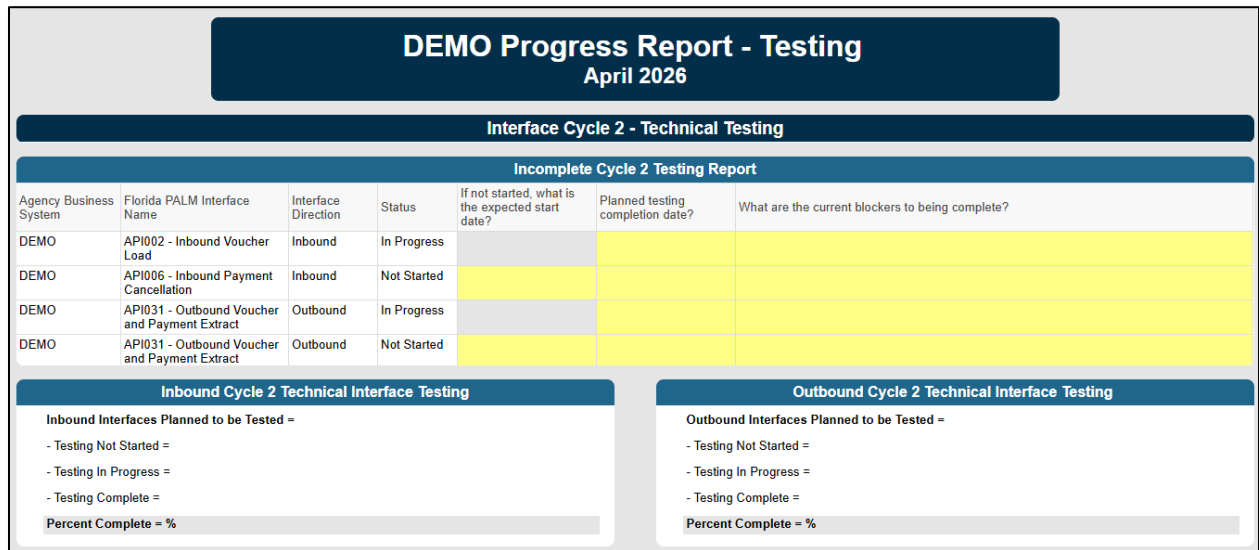 DEMO Progress Report - Testing
April 2026
Interface Cycle 2 - Technical Testing
Incomplete Cycle 2 Testing Report
Agency Business System
Florida PALM Interface Name
Interface Direction
Status
If not started, what is the expected start date?
Planned testing completion date?
What are the current blockers to being complete?
DEMO
API002 - Inbound Voucher Load
Inbound
In Progress
DEMO
API006 - Inbound Payment Cancellation
Inbound
Not Started
DEMO
API031 - Outbound Voucher and Payment Extract
Outbound
In Progress
DEMO
API031 - Outbound Voucher and Payment Extract
Outbound
Not Started
Inbound Cycle 2 Technical Interface Testing
Inbound Interfaces Planned to be Tested =
- Testing Not Started =
- Testing In Progress =
- Testing Complete =
Percent Complete = %
Outbound Cycle 2 Technical Interface Testing
Outbound Interfaces Planned to be Tested =
- Testing Not Started =
- Testing In Progress =
- Testing Complete =
Percent Complete = %